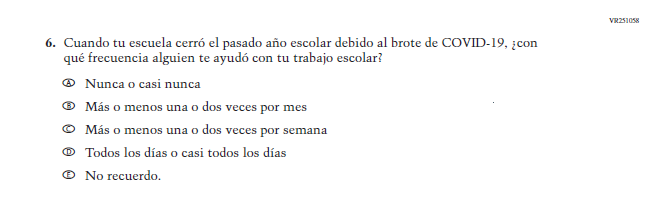 VR251058
6. Cuando tu escuela cerró el pasado año escolar debido al brote de COVID-19, ¿con
qué frecuencia alguien te ayudó con tu trabajo escolar?
A Nunca o casi nunca
B Más o menos una o dos veces por mes
C Más o menos una o dos veces por semana
D Todos los días o casi todos los días
E No recuerdo.